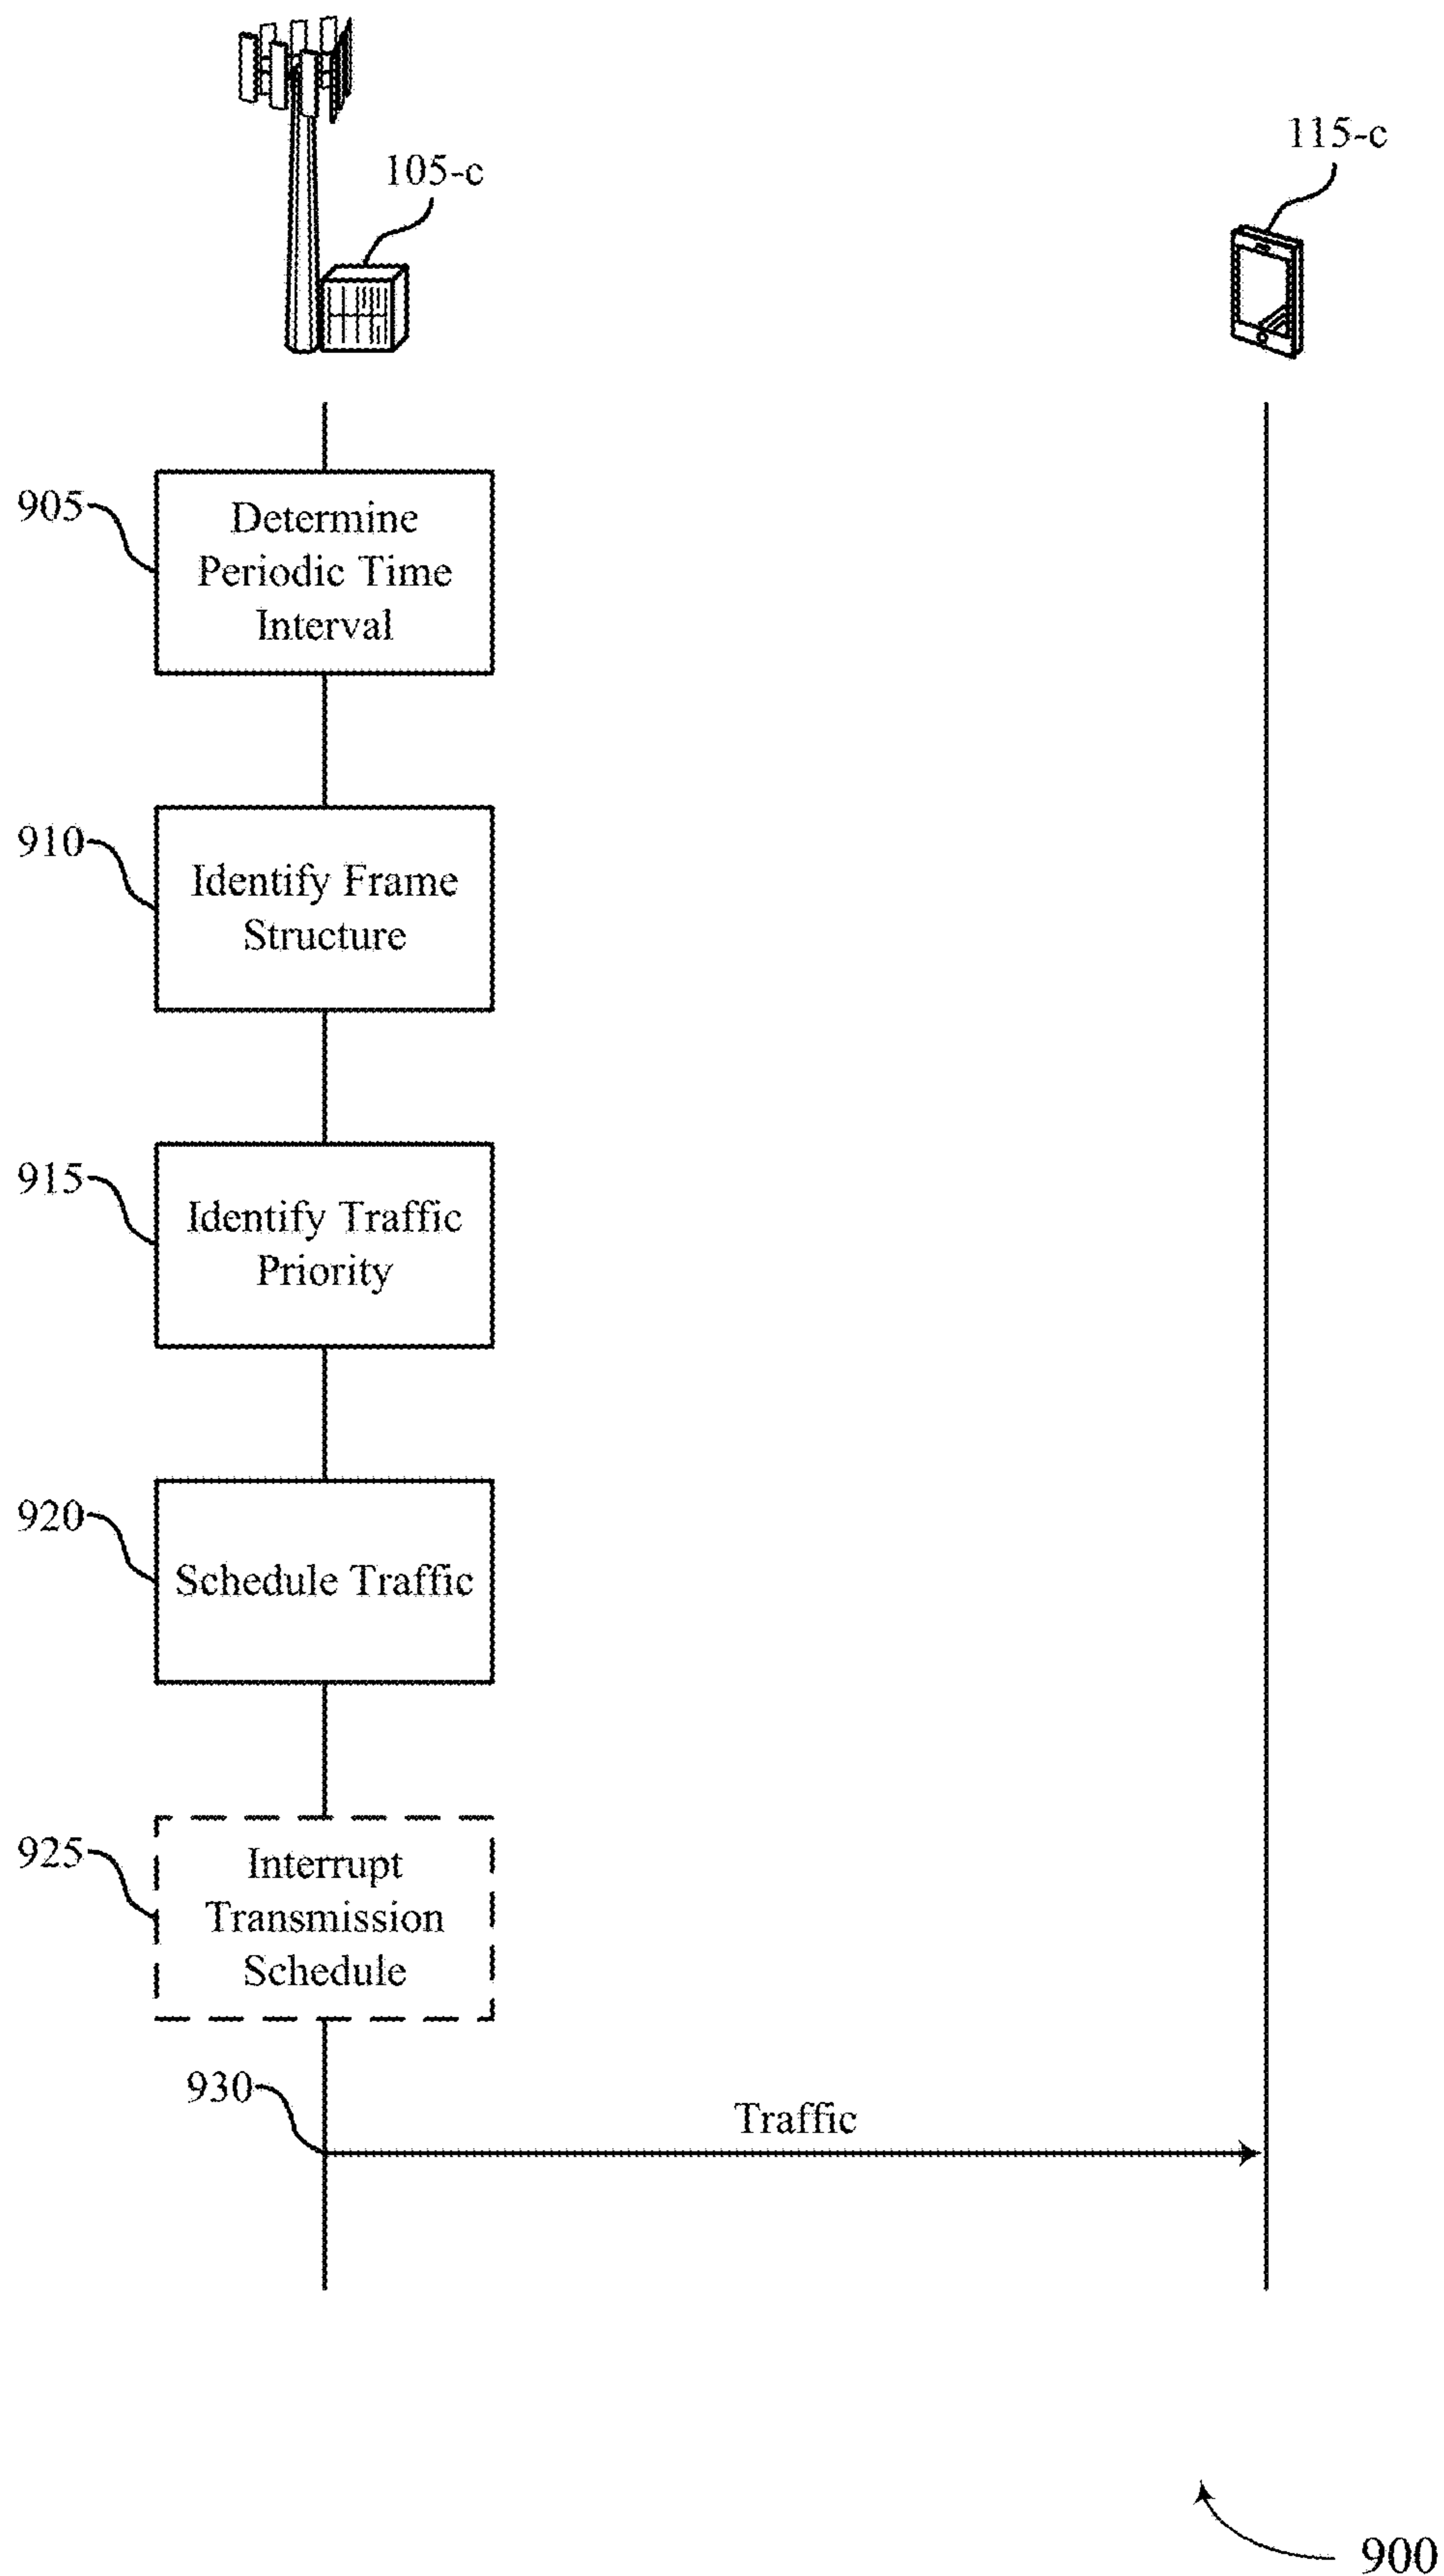 105-c
115-c
905
Determine
Periodic Time
Interval
910
Identify Frame
Structure
915
Identify Traffic
Priority
920
Schedule Traffic
925
Interrupt
Transmission
Schedule
930
Traffic
900